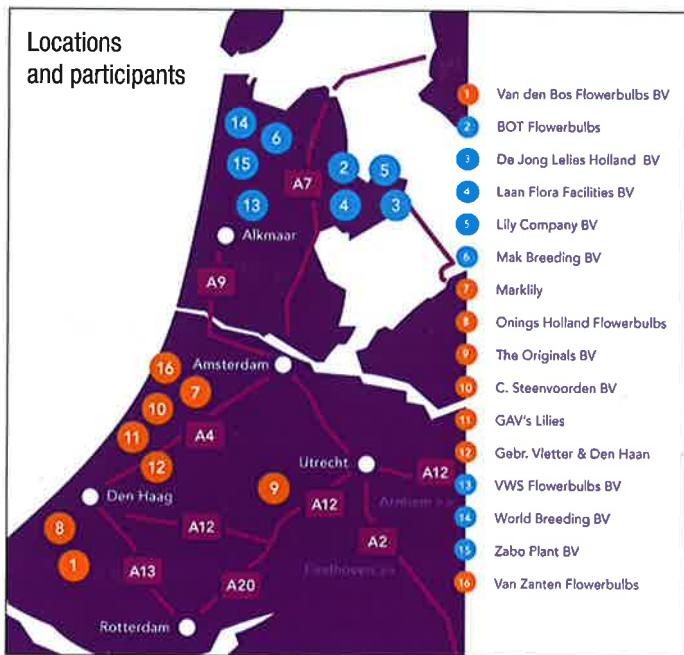 Locations
and participants
14
6
15
2
5
A7
13
4
3
Alkmaar
A9
Amsterdam
16
7
10
11
A4
12
Utrecht
9
A12
Den Haag
A12
Arnhem
8
A12
A2
1
A13
A20
Eindhoven
Rotterdam
1 Van den Bos Flowerbulbs BV
2 BOT Flowerbulbs
3 De Jong Lelies Holland BV
4 Laan Flora Facilities BV
5 Lily Company BV
6 Mak Breeding BV
7 Marklily
8 Onings Holland Flowerbulbs
9 The Originals BV
10 C. Steenvoorden BV
11 GAV's Lilies
12 Gebr. Vletter & Den Haan
13 VWS Flowerbulbs BV
14 World Breeding BV
15 Zabo Plant BV
16 Van Zanten Flowerbulbs